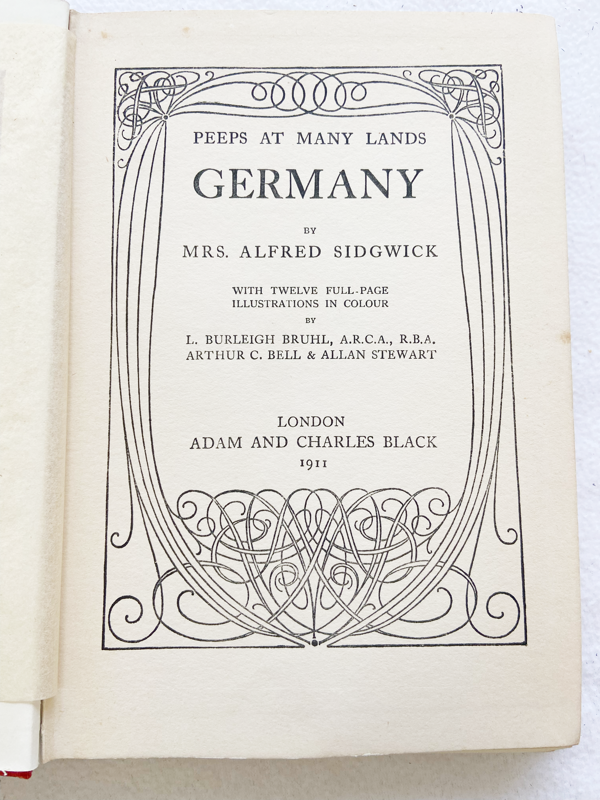 PEEPS AT MANY LANDS
GERMANY
BY
MRS. ALFRED SIDGWICK
WITH TWELVE FULL-PAGE
ILLUSTRATIONS IN COLOUR
BY
L. BURLEIGH BRUHL, A.R.C.A., R.B.A.
ARTHUR C. BELL & ALLAN STEWART
LONDON
ADAM AND CHARLES BLACK
1911